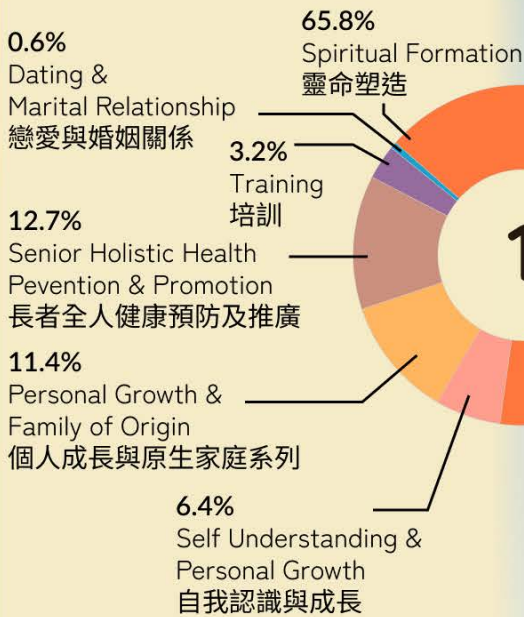 65.8%
Spiritual Formation
靈命塑造
0.6%
Dating &
Marital Relationship
戀愛與婚姻關係
3.2%
Training
培訓
12.7%
Senior Holistic Health
Pevention & Promotion
長者全人健康預防及推廣
11.4%
Personal Growth &
Family of Origin
個人成長與原生家庭系列
6.4%
Self Understanding &
Personal Growth
自我認識與成長